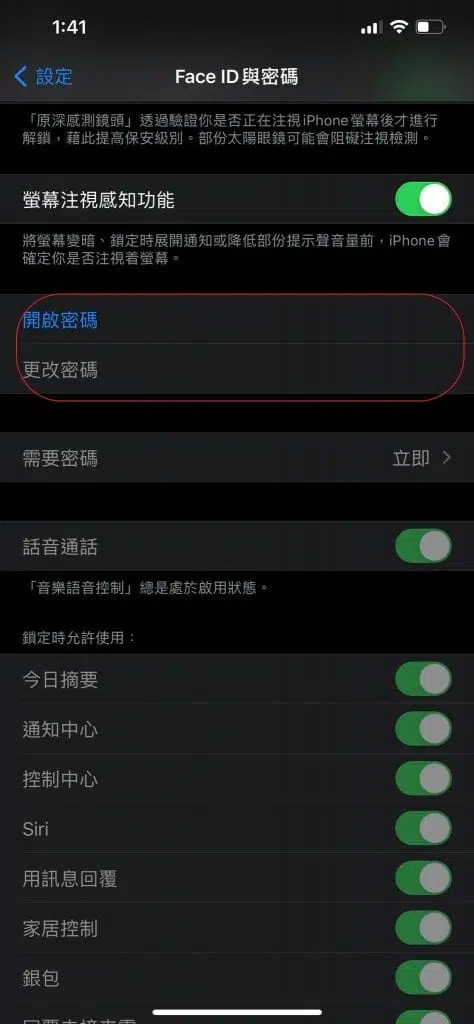 1:41
設定
Face ID與密碼
「原深感測鏡頭」透過驗證你是否正在注視iPhone螢幕後才進行
解鎖，藉此提高保安級別。部份太陽眼鏡可能會阻礙注視檢測。
螢幕注視感知功能
將螢幕變暗、鎖定時展開通知或降低部份提示聲音量前，iPhone會
確定你是否注視着螢幕。
開啟密碼
更改密碼
需要密碼 立即
話音通話
「音樂語音控制」總是處於啟用狀態。
鎖定時允許使用：
今日摘要
通知中心
控制中心
Siri
用訊息回覆
家居控制
銀包